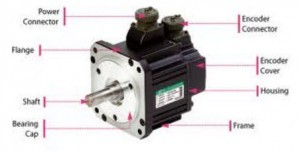 Power
Connector
Encoder
Connector
Flange
Encoder
Cover
Shaft
Housing
Bearing
Cap
Frame